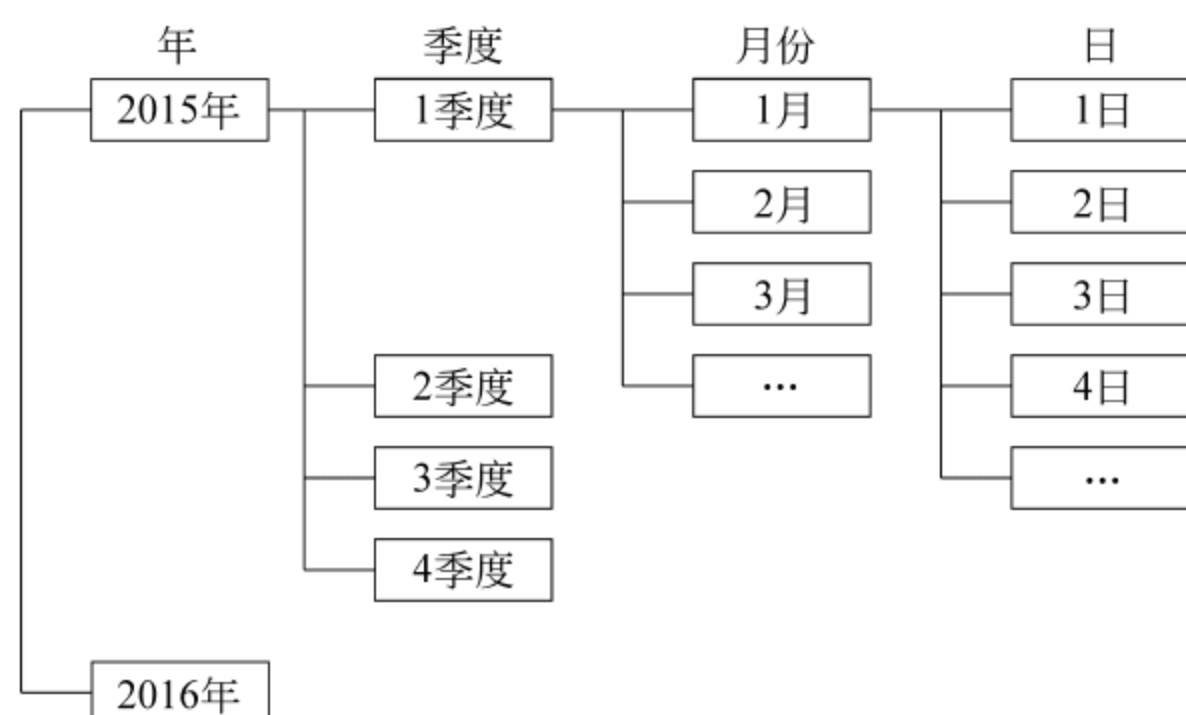 年 季度 月份 日
2015年 1季度 1月 1日
2月 2日
3月 3日
2季度 … 4日
3季度 …
4季度
2016年